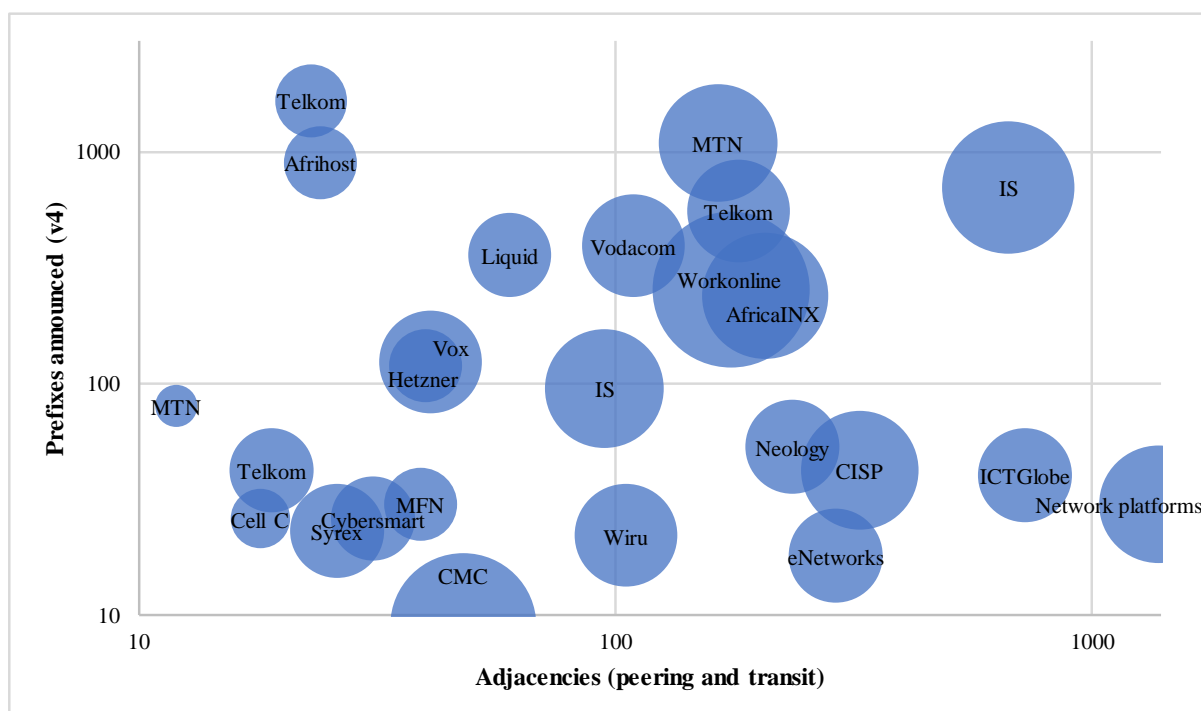 Telkom
MTN
1000
Afrihost
IS
Telkom
Vodacom
Liquid
Workonline
AfricaINX
Vox
Hetzner
100
IS
MTN
Neology
CISP
Telkom
ICTGlobe
MFN
Network platforms
Cell C
Cybersmart
Syrex
Wiru
eNetworks
CMC
10
10
100
1000
Prefixes announced (v4)
Adjacencies (peering and transit)